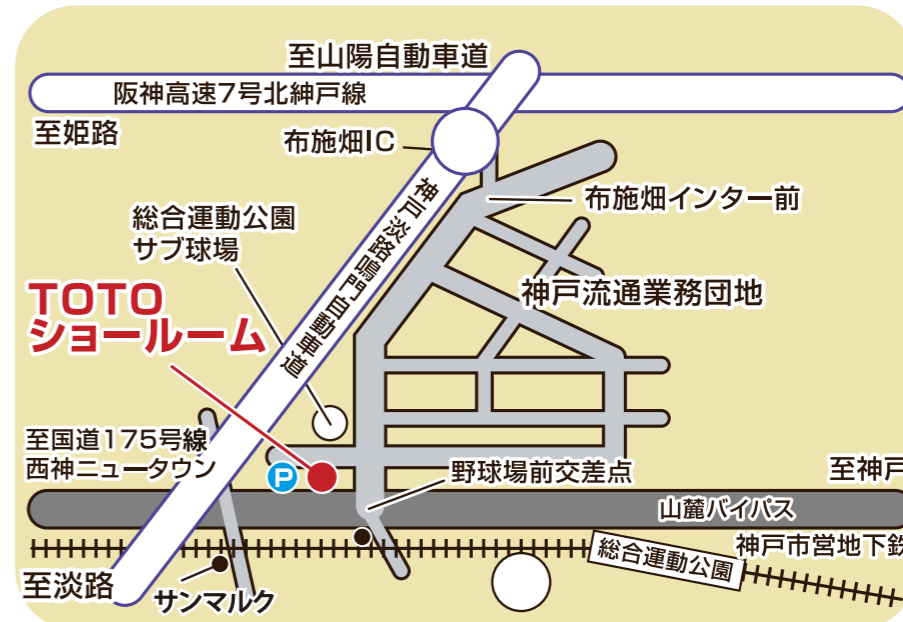 至山陽自動車道
阪神高速7号北紳戸線
至姫路
布施畑IC
布施畑インター前
神戸淡路鳴門自動車道
総合運動公園
サブ球場
神戸流通業務団地
TOTO
ショールーム
至国道175号線
西神ニュータウン
P
野球場前交差点
至神戸
山麓バイパス
神戸市営地下鉄
総合運動公園
至淡路
サンマルク